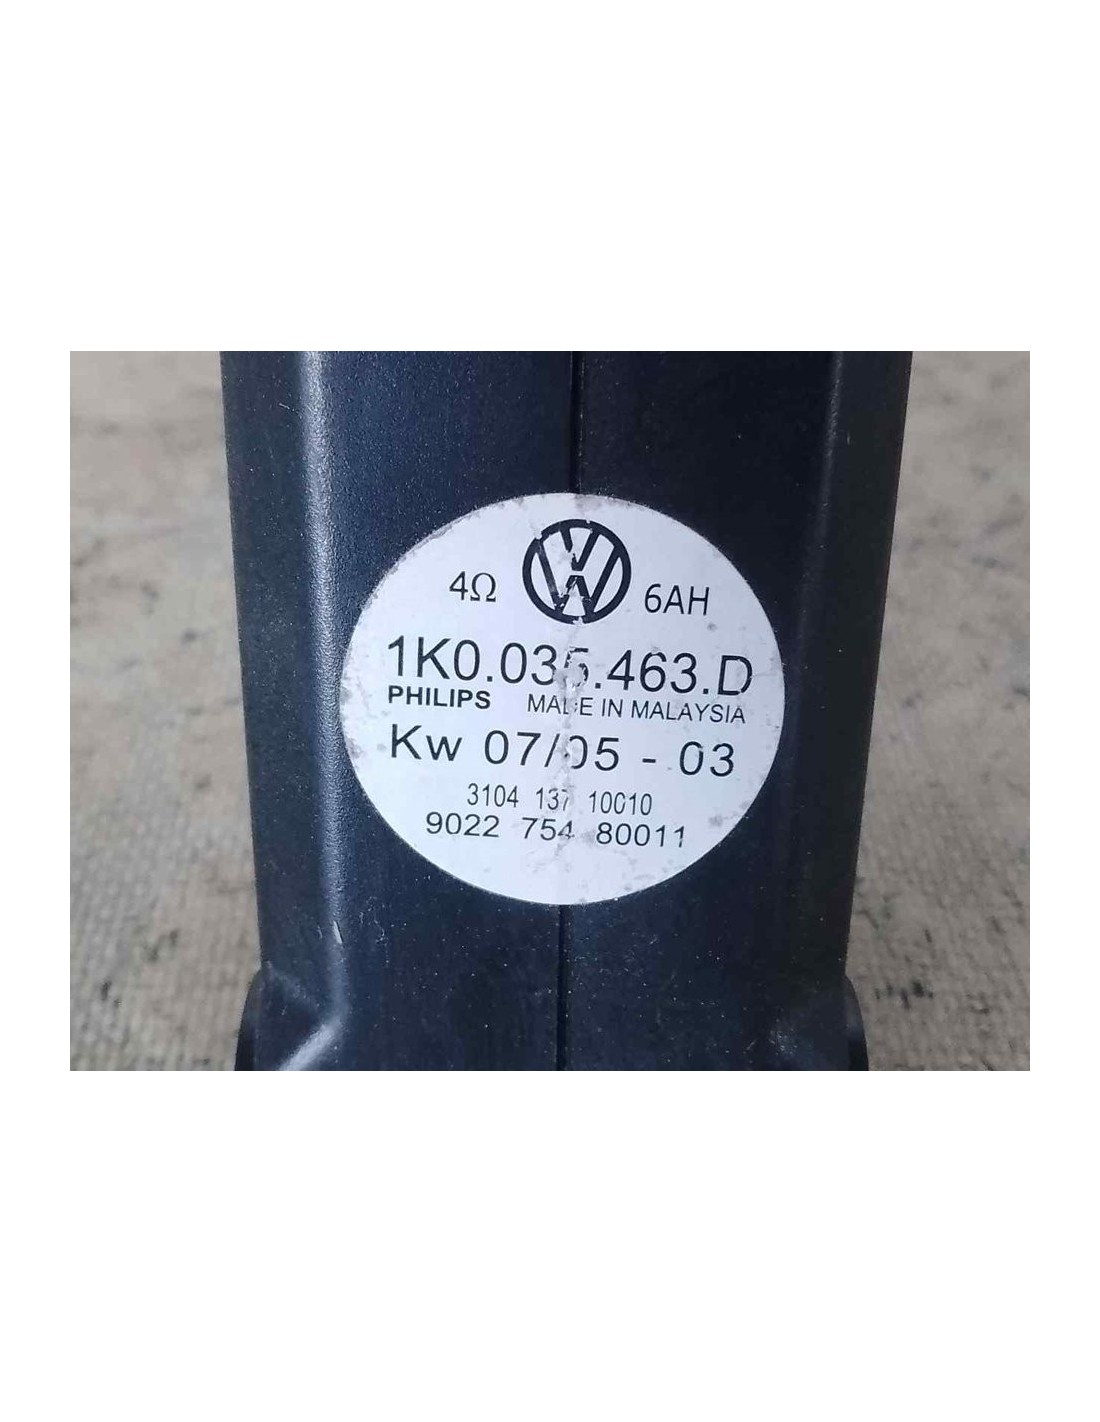 4Ω VW 6AH
1K0.035.463.D
PHILIPS MADE IN MALAYSIA
Kw 07/05 - 03
3104 137 10010
9022 754 80011